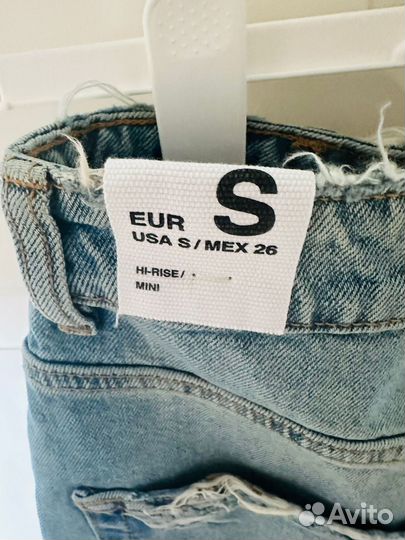 EUR S
USA S / MEX 26
HI-RISE /
MINI
Avito